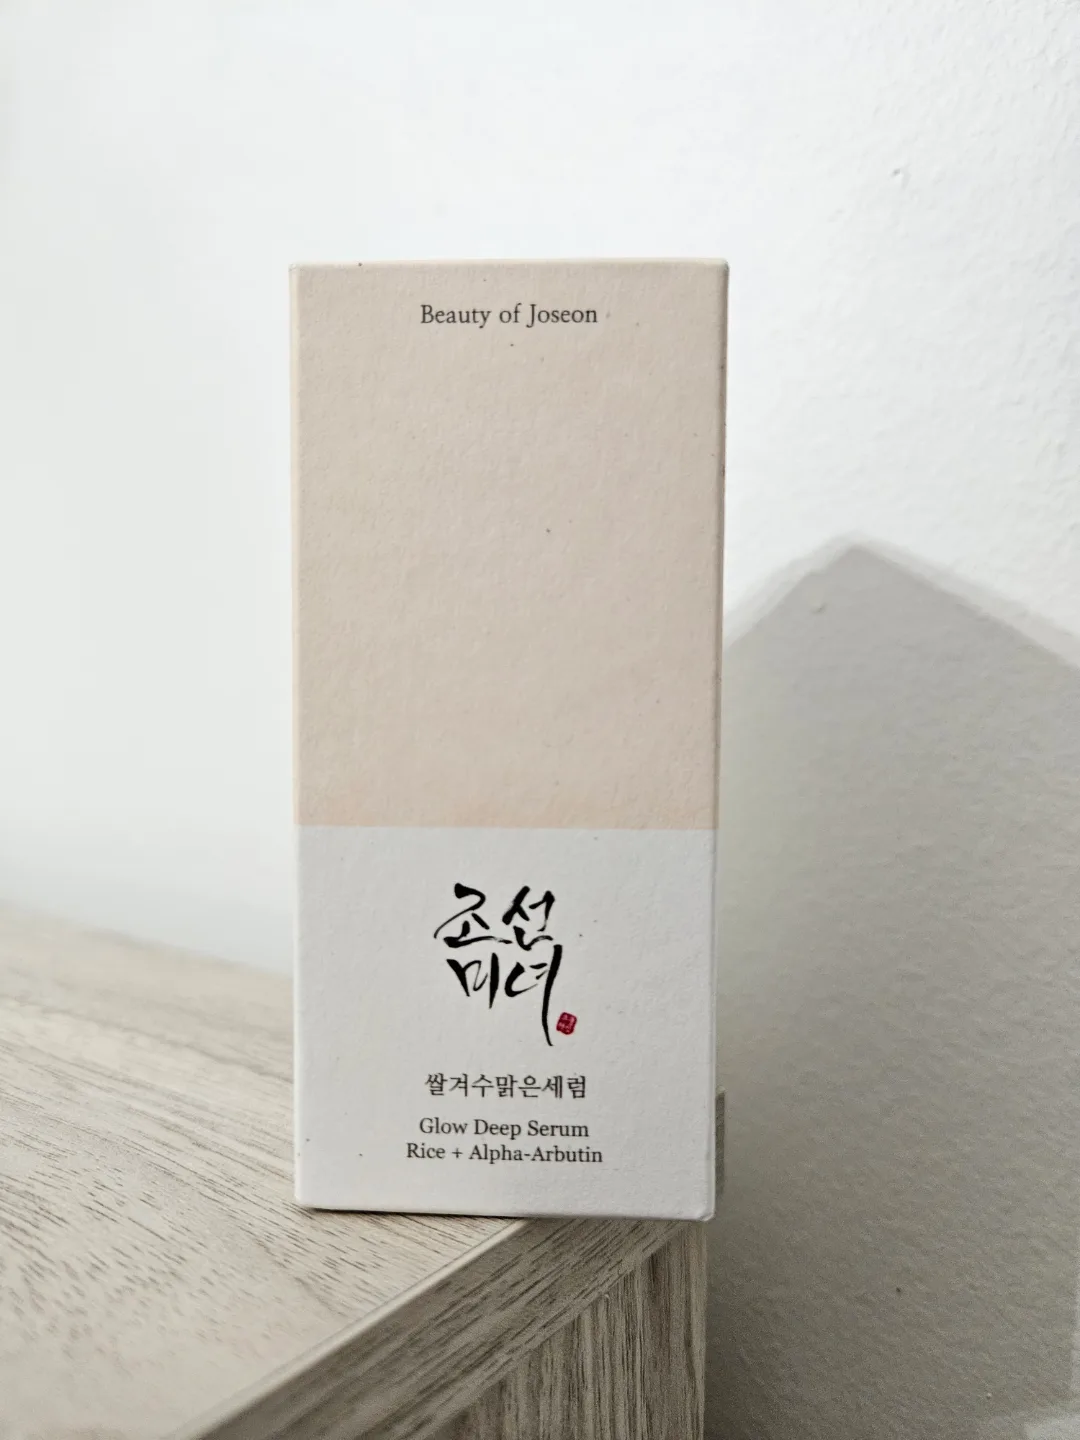 Beauty of Joseon
조선
미녀
쌀겨수맑은세럼
Glow Deep Serum
Rice + Alpha-Arbutin